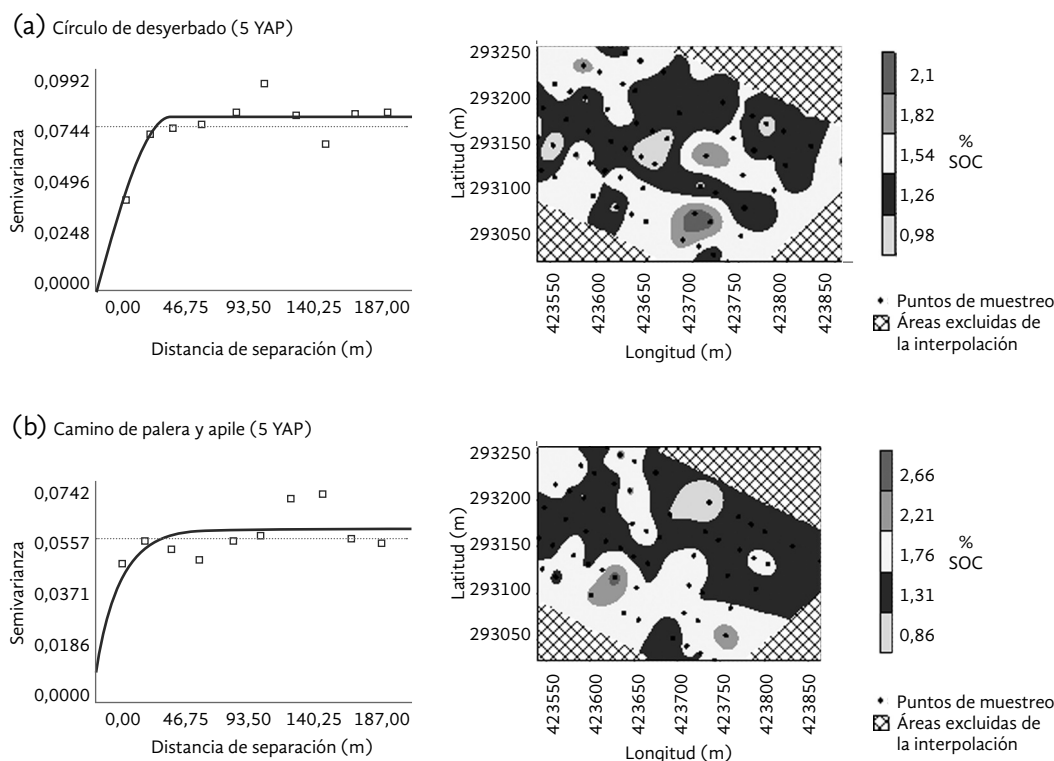 (a) Círculo de desyerbado (5 YAP)
Semivarianza
0,0992
0,0744
0,0496
0,0248
0,0000
0,00 46,75 93,50 140,25 187,00
Distancia de separación (m)
Latitud (m)
293250
293200
293150
293100
293050
423550 423600 423650 423700 423750 423800 423850
Longitud (m)
2,1
1,82
1,54
1,26
0,98
%
SOC
Puntos de muestreo
Áreas excluidas de
la interpolación
(b) Camino de palera y apile (5 YAP)
Semivarianza
0,0742
0,0557
0,0371
0,0186
0,0000
0,00 46,75 93,50 140,25 187,00
Distancia de separación (m)
Latitud (m)
293250
293200
293150
293100
293050
423550 423600 423650 423700 423750 423800 423850
Longitud (m)
2,66
2,21
1,76
1,31
0,86
%
SOC
Puntos de muestreo
Áreas excluidas de
la interpolación